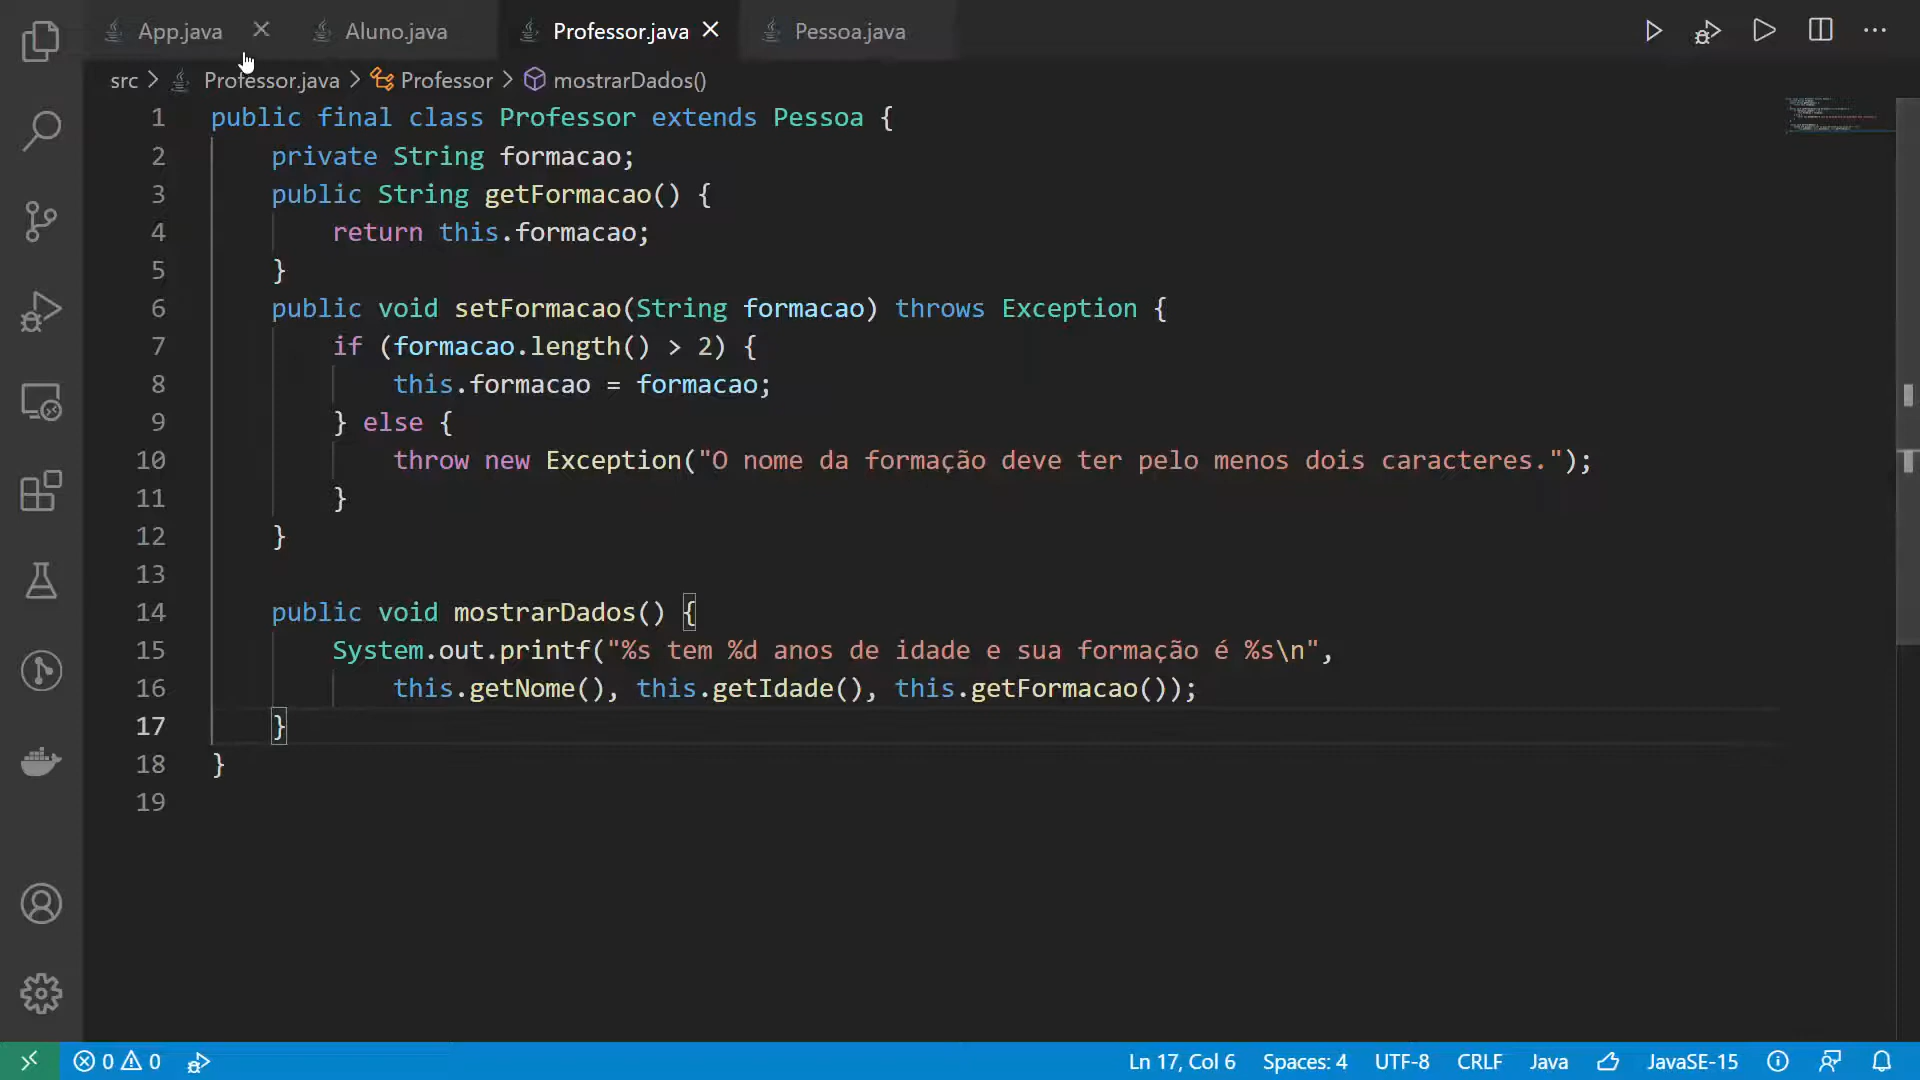 App.java Aluno.java Professor.java Pessoa.java
src > Professor.java > Professor > mostrarDados()
1 public final class Professor extends Pessoa {
2 private String formacao;
3 public String getFormacao() {
4 return this.formacao;
5 }
6 public void setFormacao(String formacao) throws Exception {
7 if (formacao.length() > 2) {
8 this.formacao = formacao;
9 } else {
10 throw new Exception("O nome da formação deve ter pelo menos dois caracteres.");
11 }
12 }
13
14 public void mostrarDados() {
15 System.out.printf("%s tem %d anos de idade e sua formação é %s\n",
16 this.getNome(), this.getIdade(), this.getFormacao());
17 }
18 }
19
0 0 Ln 17, Col 6 Spaces: 4 UTF-8 CRLF Java JavaSE-15